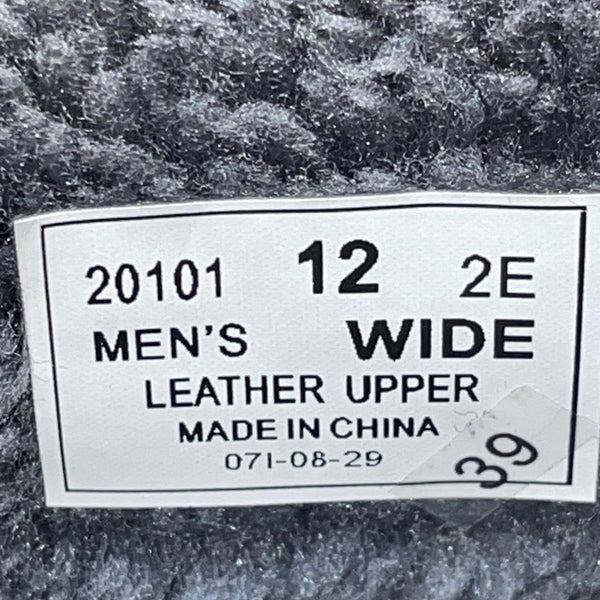 20101 12 2E
MEN'S WIDE
LEATHER UPPER
MADE IN CHINA
071-08-29
39